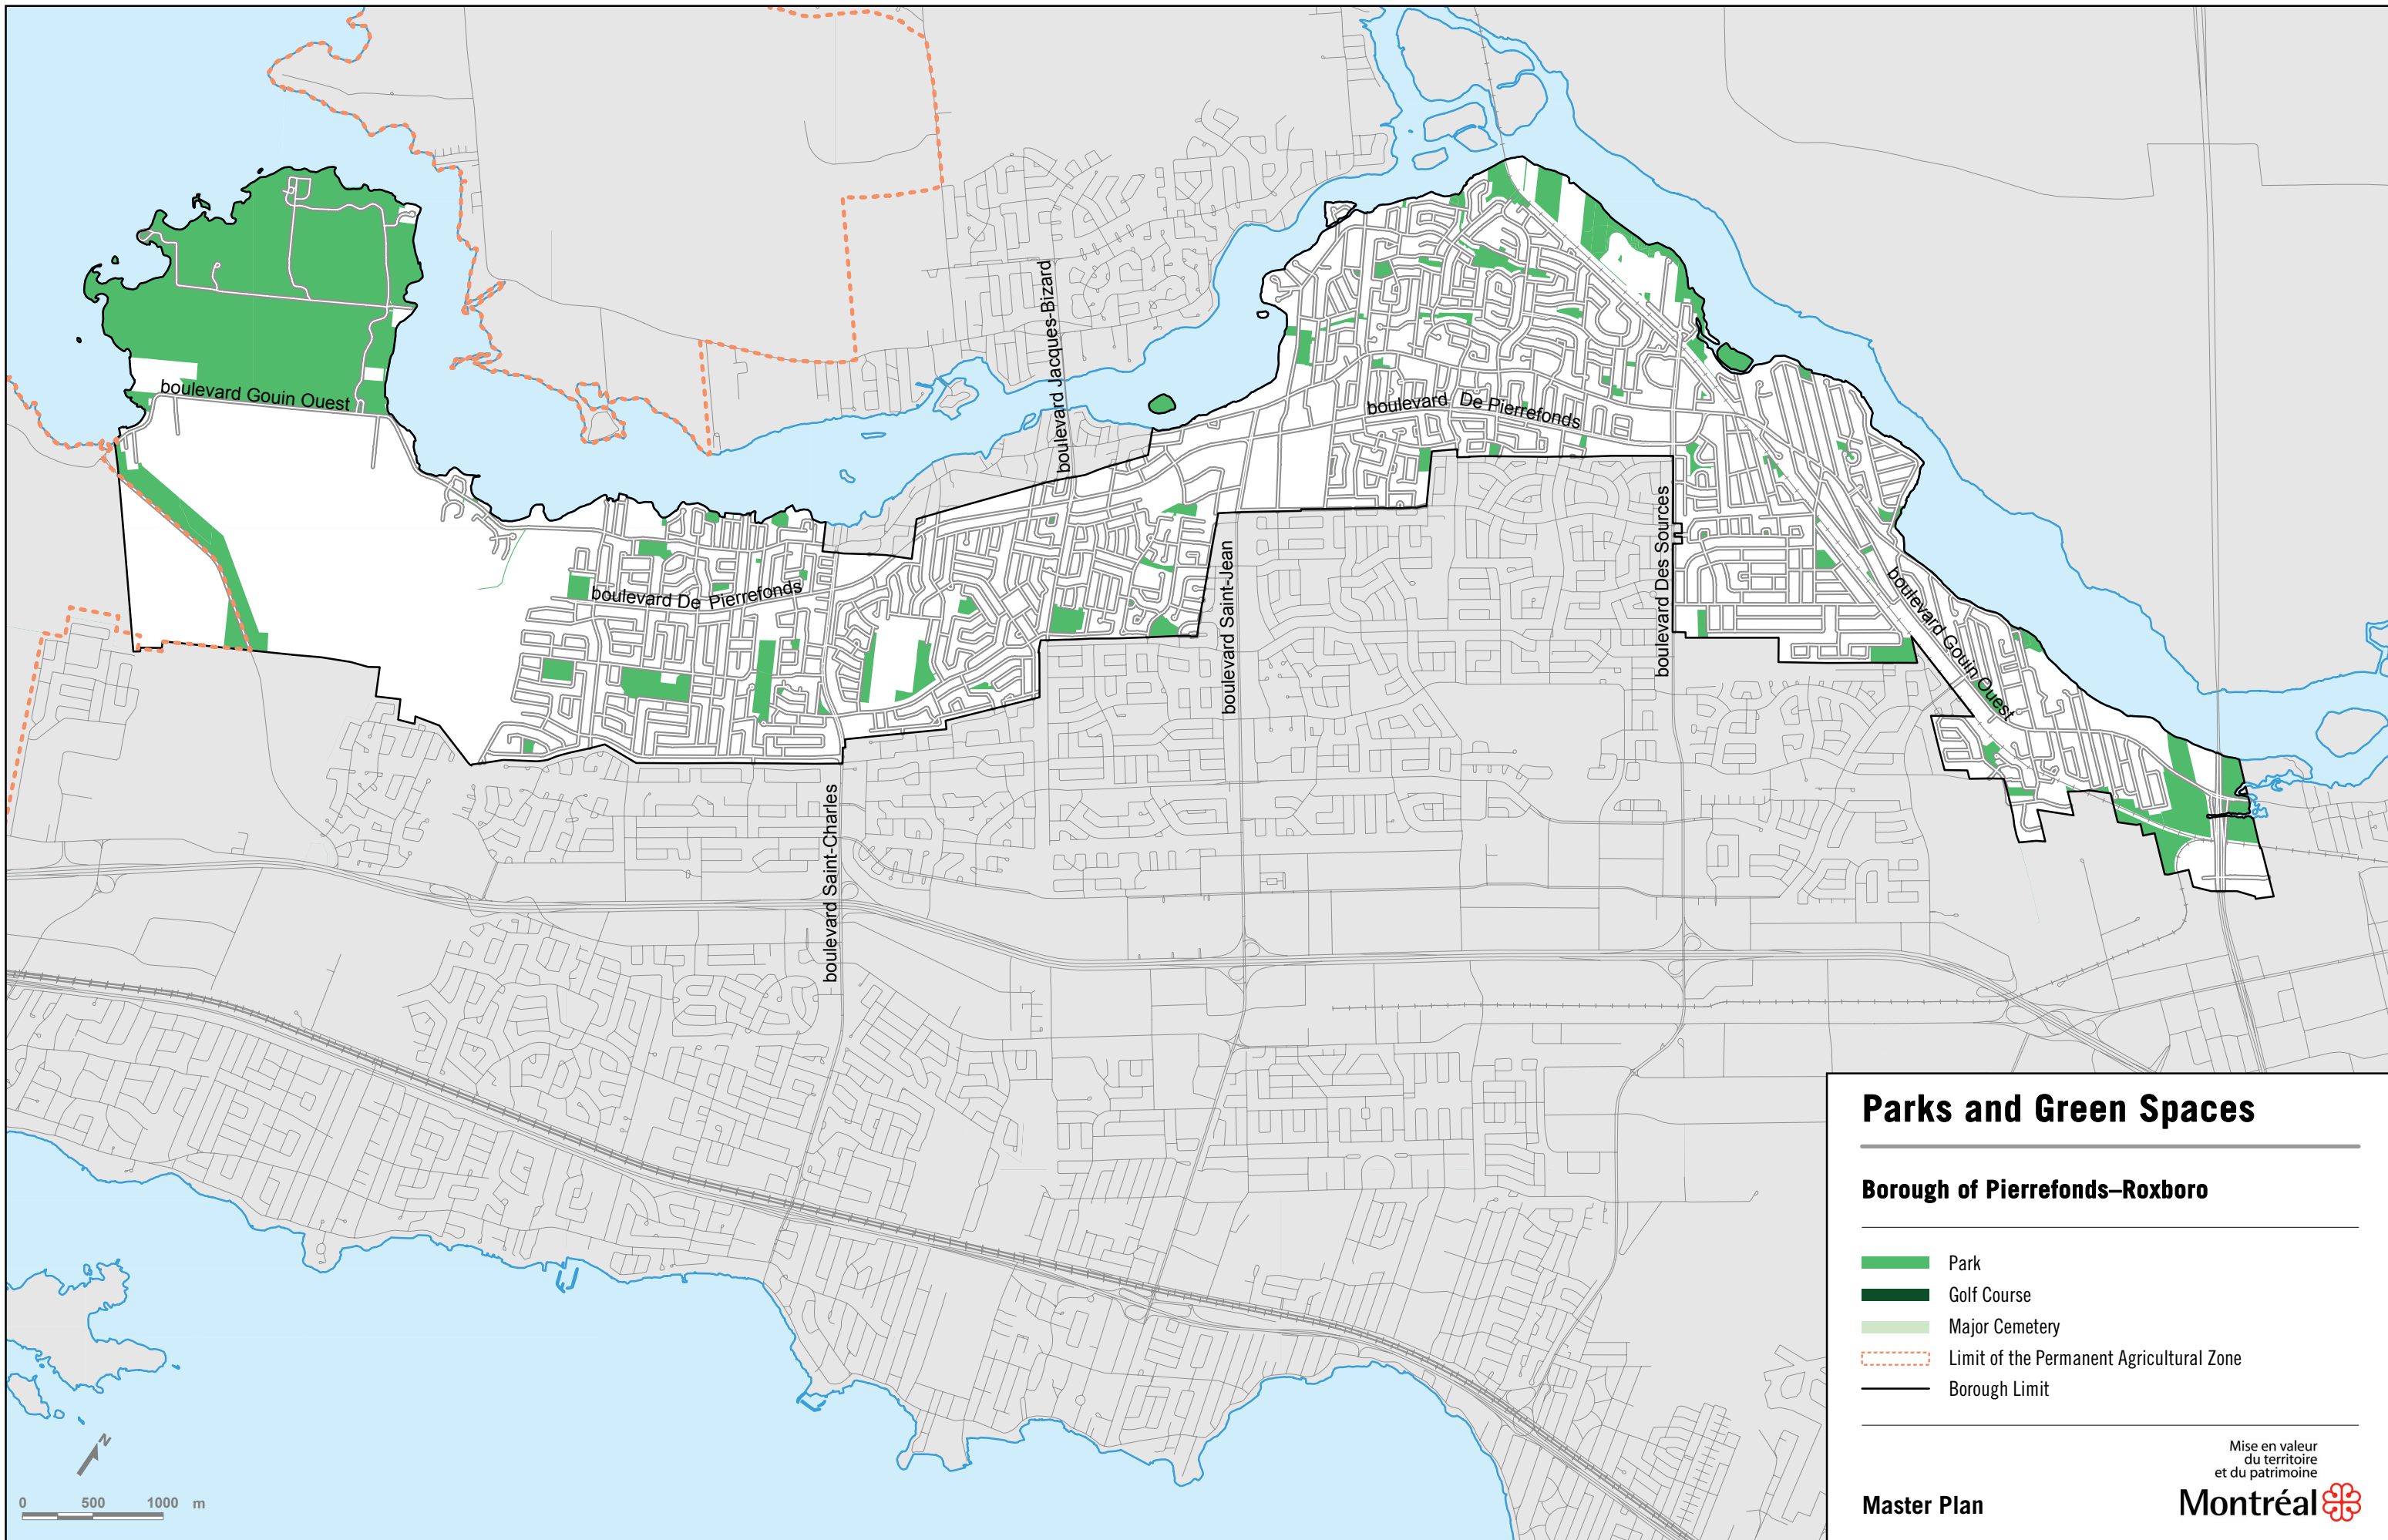 boulevard Gouin Ouest
boulevard Jacques-Bizard
boulevard De Pierrefonds
boulevard De Pierrefonds
boulevard Saint-Jean
boulevard Des Sources
boulevard Gouin Ouest
boulevard Saint-Charles
Parks and Green Spaces
Borough of Pierrefonds–Roxboro
Park
Golf Course
Major Cemetery
Limit of the Permanent Agricultural Zone
Borough Limit
Mise en valeur
du territoire
et du patrimoine
Master Plan
Montréal
N
0 500 1000 m